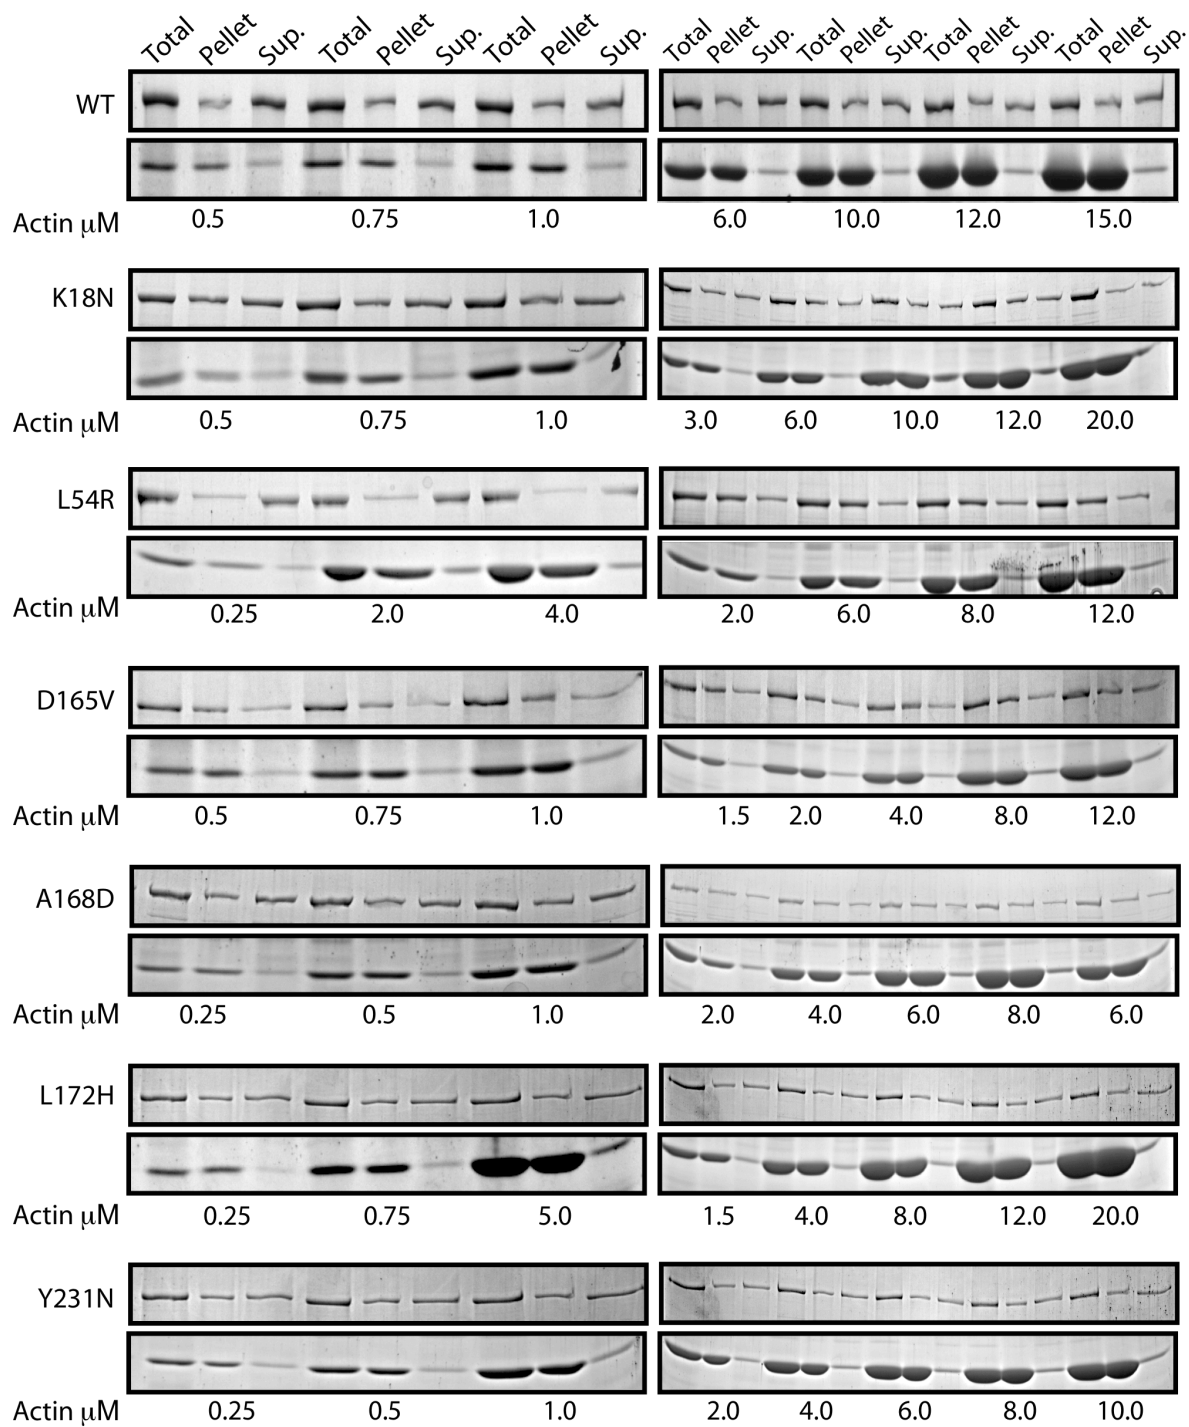 Total Pellet Sup. Total Pellet Sup. Total Pellet Sup. Total Pellet Sup. Total Pellet Sup. Total Pellet Sup. Total Pellet Sup.
WT
Actin μM 0.5 0.75 1.0 6.0 10.0 12.0 15.0
K18N
Actin μM 0.5 0.75 1.0 3.0 6.0 10.0 12.0 20.0
L54R
Actin μM 0.25 2.0 4.0 2.0 6.0 8.0 12.0
D165V
Actin μM 0.5 0.75 1.0 1.5 2.0 4.0 8.0 12.0
A168D
Actin μM 0.25 0.5 1.0 2.0 4.0 6.0 8.0 6.0
L172H
Actin μM 0.25 0.75 5.0 1.5 4.0 8.0 12.0 20.0
Y231N
Actin μM 0.25 0.5 1.0 2.0 4.0 6.0 8.0 10.0